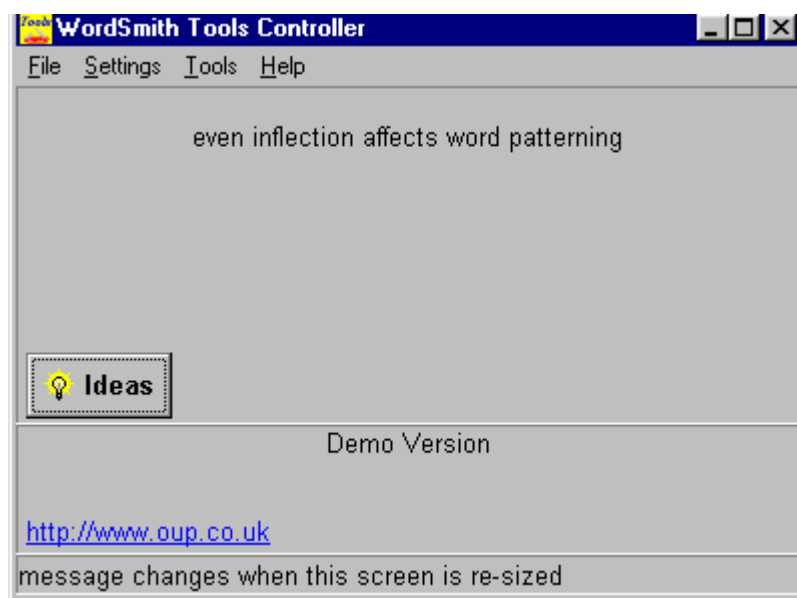 Tools WordSmith Tools Controller
File Settings Tools Help
even inflection affects word patterning
Ideas
Demo Version
http://www.oup.co.uk
message changes when this screen is re-sized